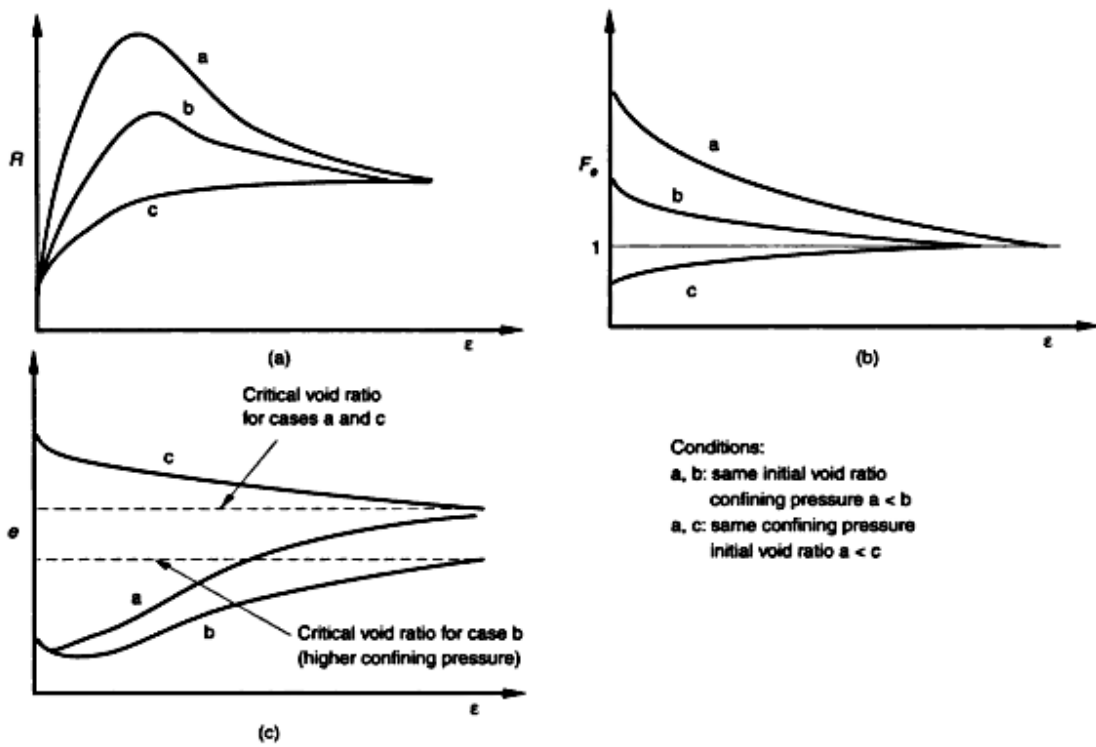 a
b
R
c
ε
(a)
a
F_e
b
1
c
ε
(b)
Critical void ratio
for cases a and c
c
e
a
b
Critical void ratio for case b
(higher confining pressure)
ε
(c)
Conditions:
a, b: same initial void ratio
confining pressure a < b
a, c: same confining pressure
initial void ratio a < c